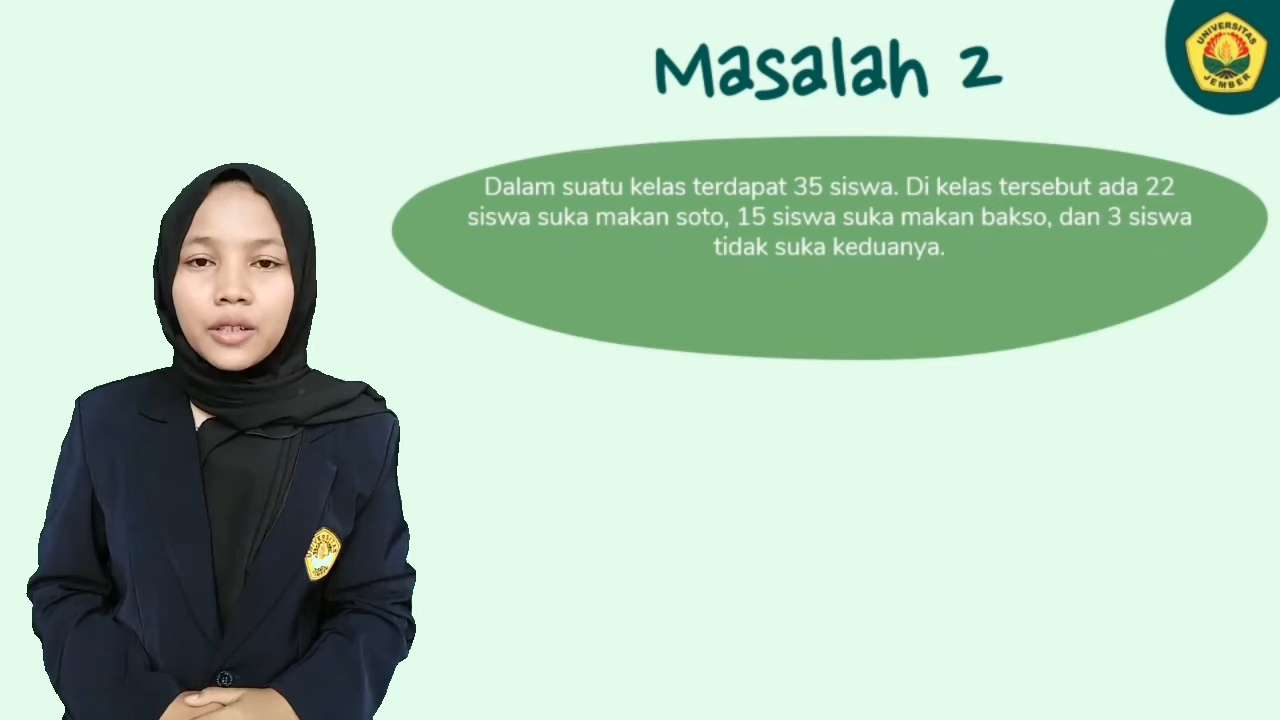 Masalah 2
UNIVERSITAS
JEMBER
Dalam suatu kelas terdapat 35 siswa. Di kelas tersebut ada 22
siswa suka makan soto, 15 siswa suka makan bakso, dan 3 siswa
tidak suka keduanya.
UNIVERSITAS